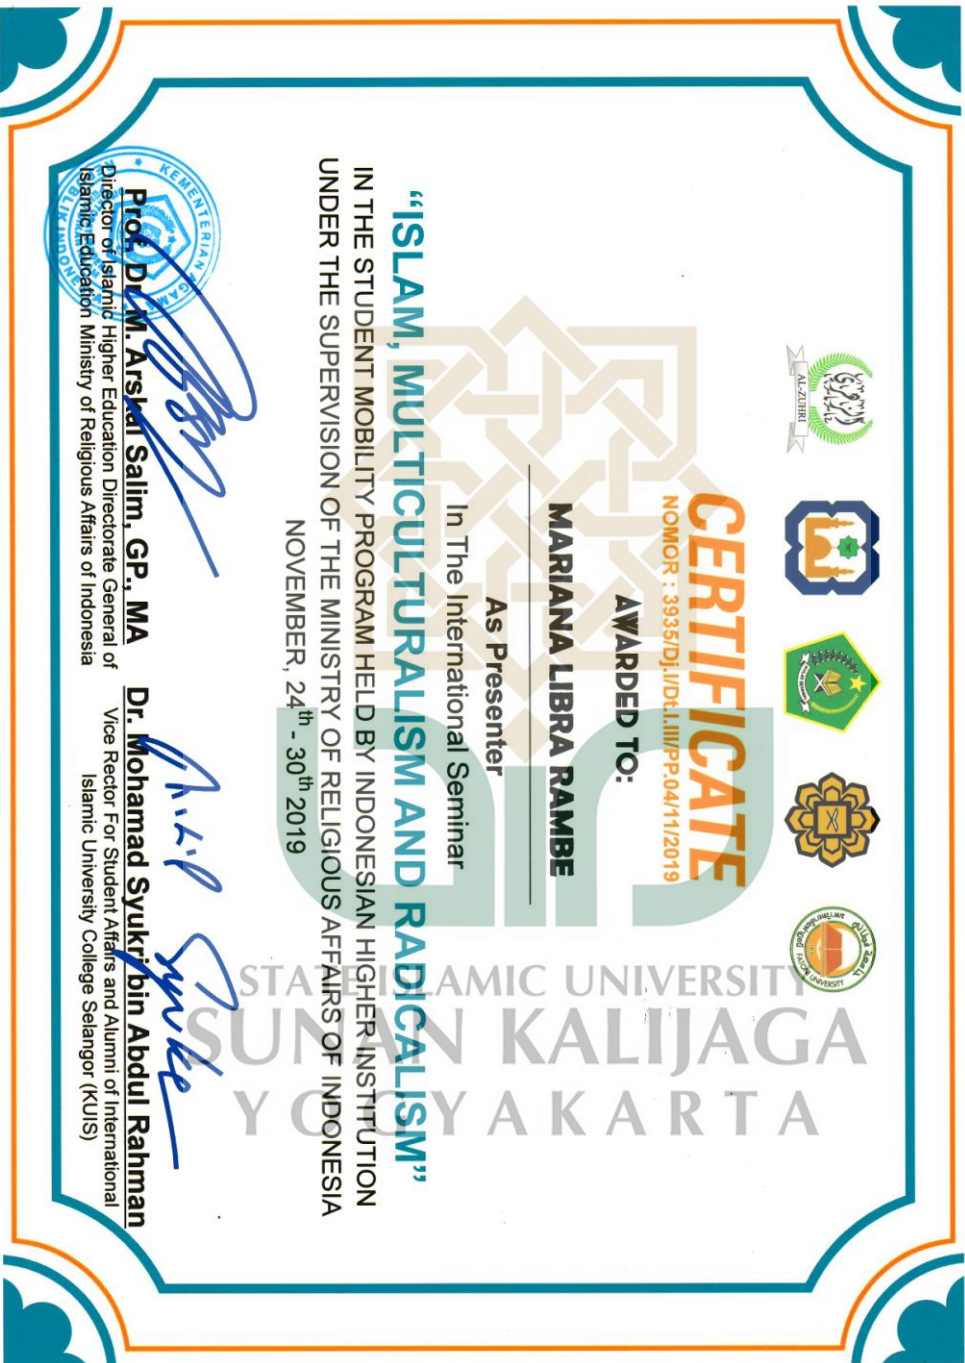 AL-ZUHRI
FATONI UNIVERSITY
CERTIFICATE
NOMOR : 3935/Dj.I/Dt.I.III/PP.04/11/2019
AWARDED TO:
MARIANA LIBRA RAMBE
As Presenter
In The International Seminar
“ISLAM, MULTICULTURALISM AND RADICALISM”
IN THE STUDENT MOBILITY PROGRAM HELD BY INDONESIAN HIGHER INSTITUTION
UNDER THE SUPERVISION OF THE MINISTRY OF RELIGIOUS AFFAIRS OF INDONESIA
NOVEMBER, 24th - 30th 2019
Prof. Dr. M. Arskal Salim, GP., MA
Director of Islamic Higher Education Directorate General of
Islamic Education Ministry of Religious Affairs of Indonesia
KEMENTERIAN AGAMA
REPUBLIK INDONESIA
Dr. Mohamad Syukri bin Abdul Rahman
Vice Rector For Student Affairs and Alumni of International
Islamic University College Selangor (KUIS)
STATE ISLAMIC UNIVERSITY
SUNAN KALIJAGA
YOGYAKARTA